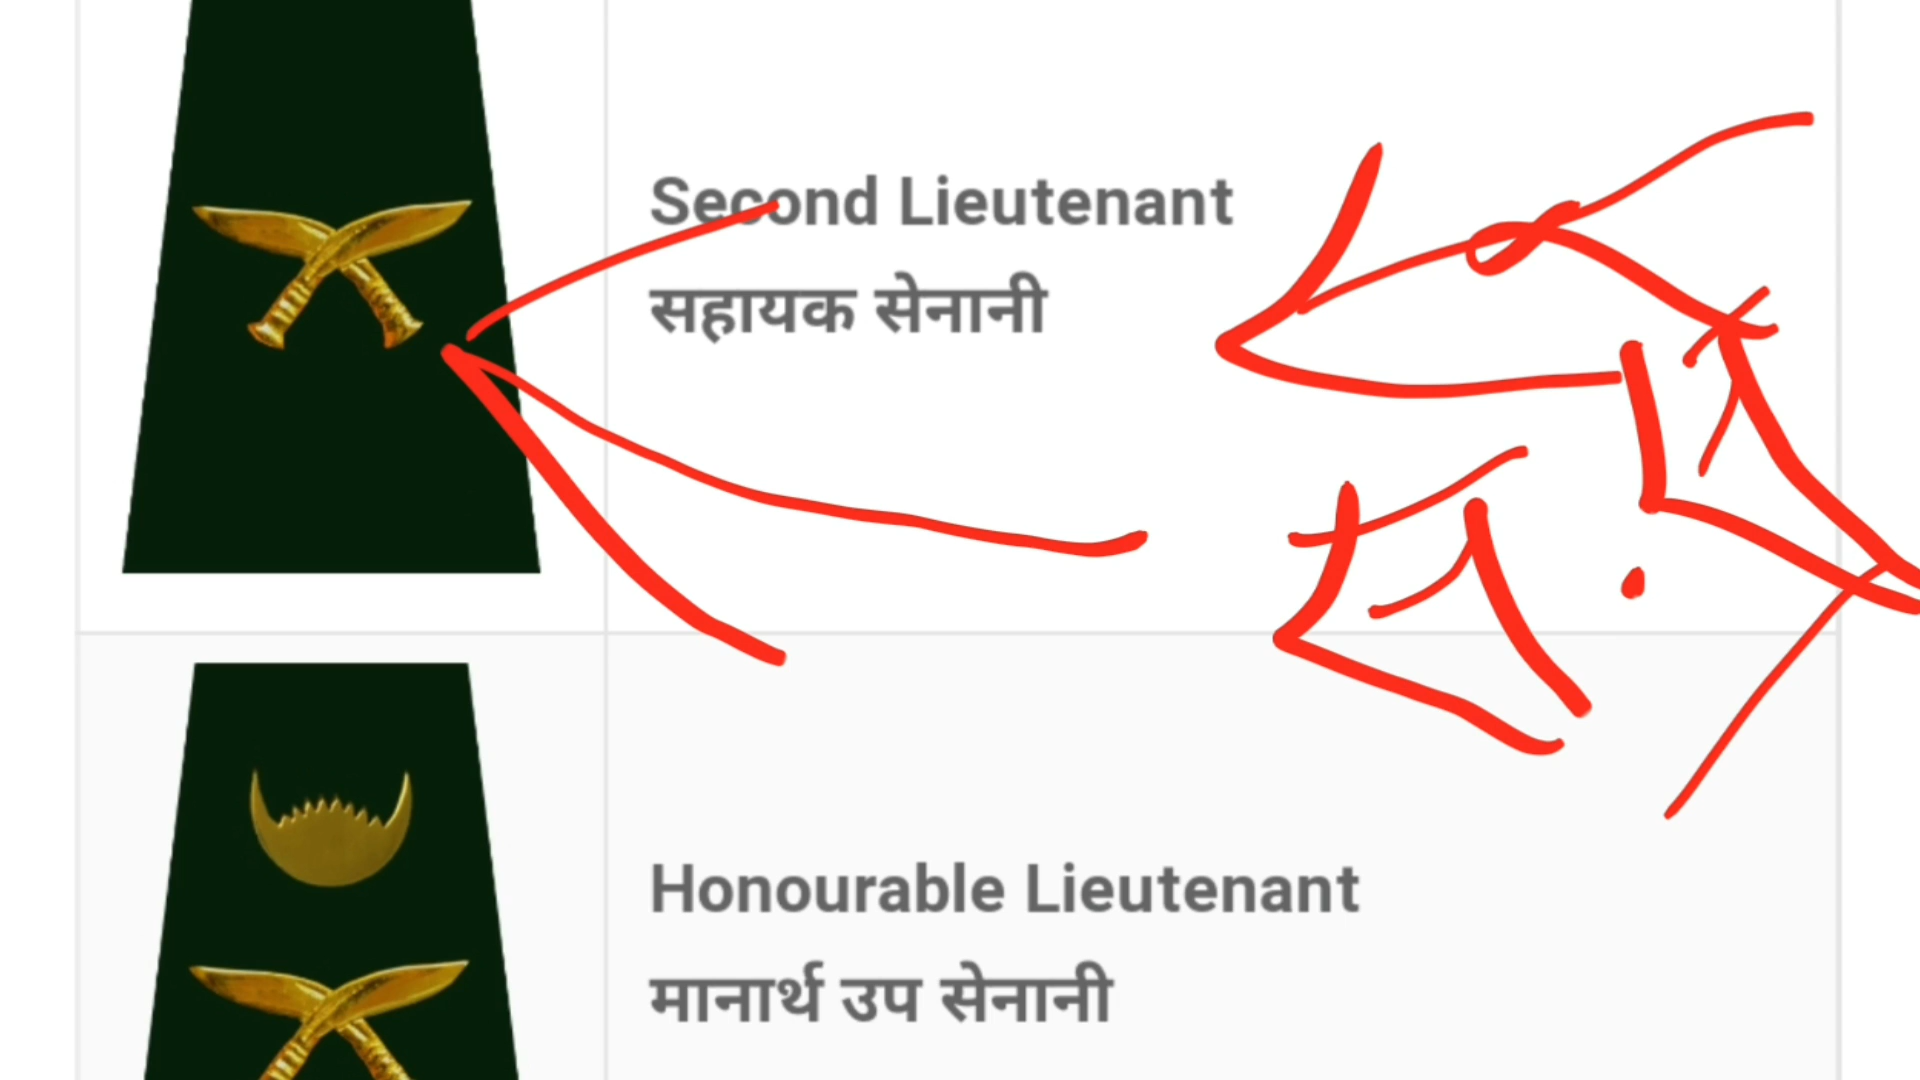 Second Lieutenant
सहायक सेनानी
Honourable Lieutenant
मानार्थ उप सेनानी